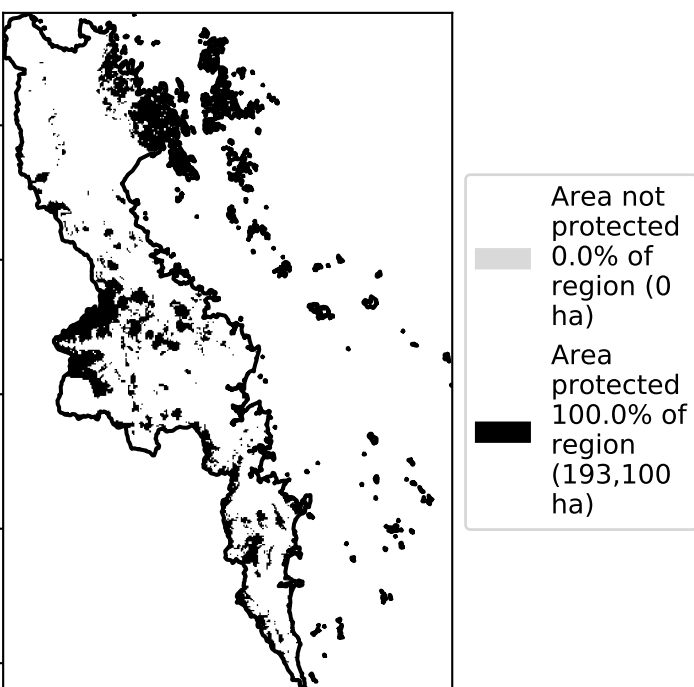 Area not
protected
0.0% of
region (0
ha)
Area
protected
100.0% of
region
(193,100
ha)